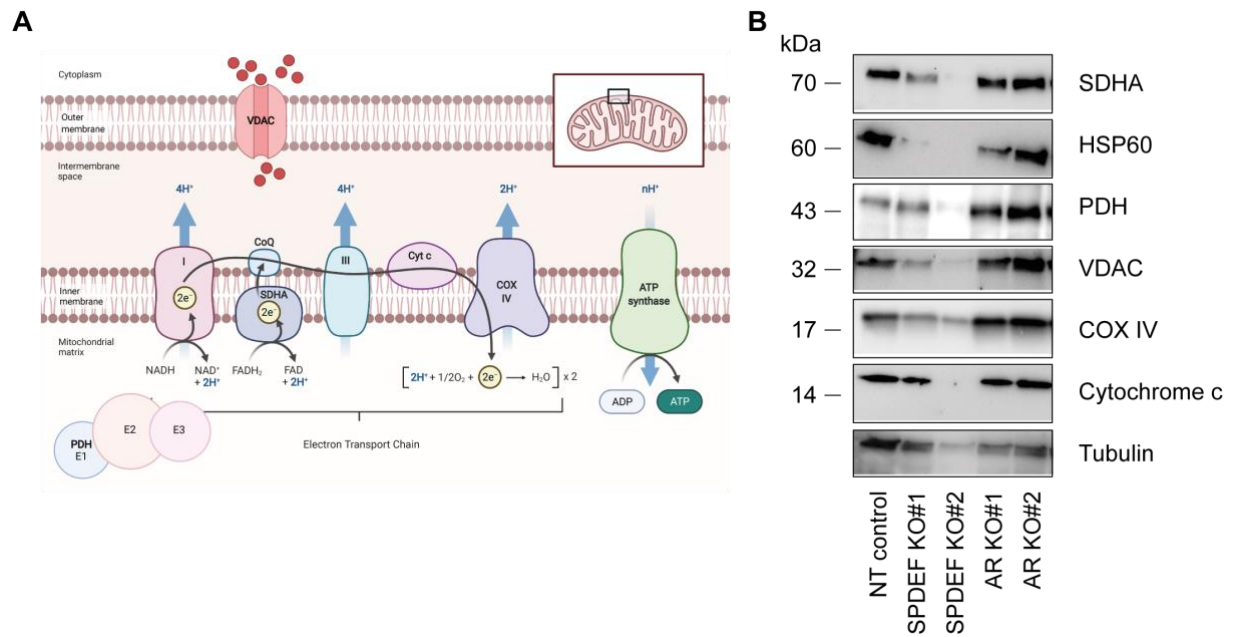 A
Cytoplasm
Outer
membrane
VDAC
Intermembrane
space
4H⁺
4H⁺
2H⁺
nH⁺
I
CoQ
III
Cyt c
COX
IV
ATP
synthase
SDHA
2e⁻
2e⁻
Inner
membrane
Mitochondrial
matrix
NADH
NAD⁺
+ 2H⁺
FADH₂
FAD
+ 2H⁺
[2H⁺ + 1/2O₂ + 2e⁻ → H₂O] x 2
ADP
ATP
PDH
E1
E2
E3
Electron Transport Chain
B
kDa
70
SDHA
60
HSP60
43
PDH
32
VDAC
17
COX IV
14
Cytochrome c
Tubulin
NT control
SPDEF KO#1
SPDEF KO#2
AR KO#1
AR KO#2